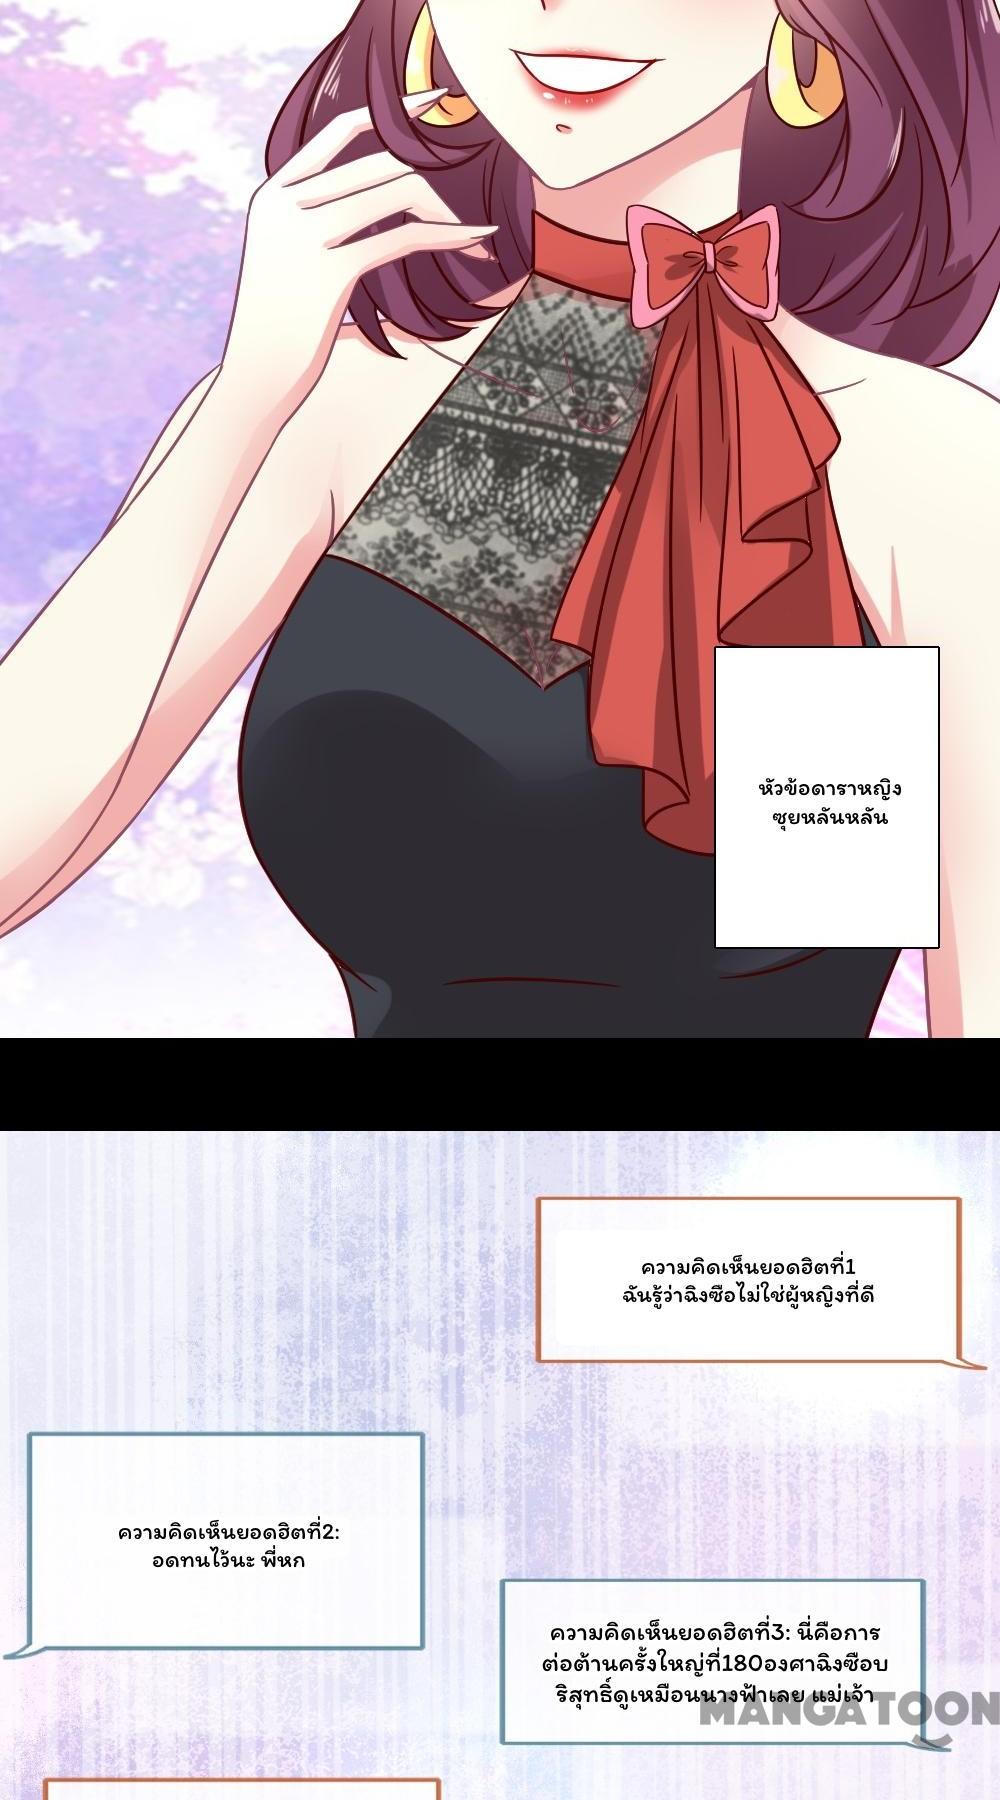 หัวข้อดาราหญิง
ซุยหลันหลัน
ความคิดเห็นยอดฮิตที่1
ฉันรู้ว่าฉิงซือไม่ใช่ผู้หญิงที่ดี
ความคิดเห็นยอดฮิตที่2:
อดทนไว้นะ พี่หก
ความคิดเห็นยอดฮิตที่3: นี่คือการ
ต่อต้านครั้งใหญ่ที่180องศาฉิงซือบ
ริสุทธิ์ดูเหมือนนางฟ้าเลย แม่เจ้า
MANGATOON